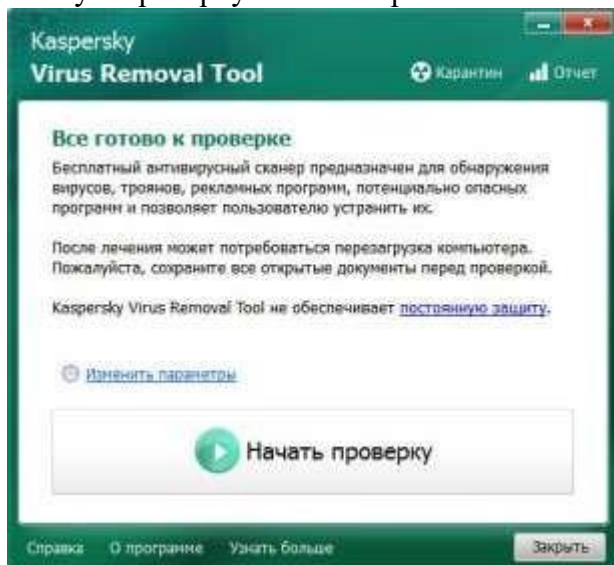 Kaspersky
Virus Removal Tool
Карантин
Отчет
Все готово к проверке
Бесплатный антивирусный сканер предназначен для обнаружения
вирусов, троянов, рекламных программ, потенциально опасных
программ и позволяет пользователю устранить их.
После лечения может потребоваться перезагрузка компьютера.
Пожалуйста, сохраните все открытые документы перед проверкой.
Kaspersky Virus Removal Tool не обеспечивает постоянную защиту.
Изменить параметры
Начать проверку
Справка О программе Узнать больше
Закрыть